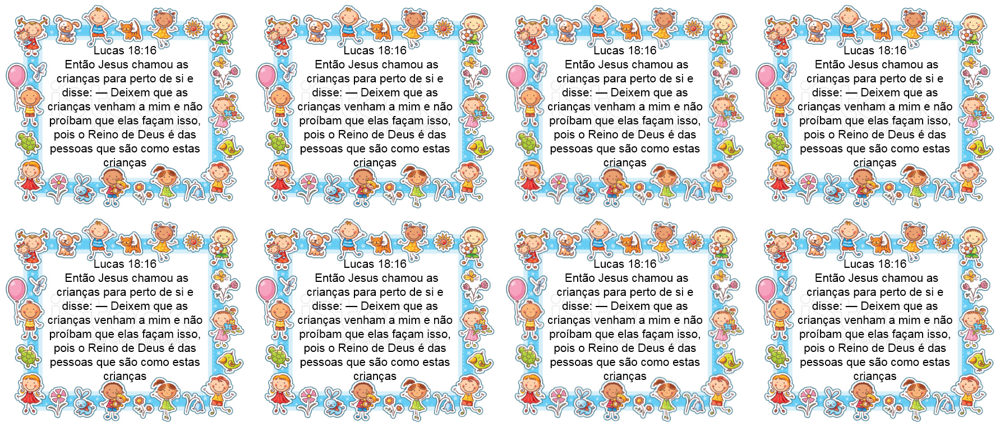 Lucas 18:16
Então Jesus chamou as
crianças para perto de si e
disse: — Deixem que as
crianças venham a mim e não
proíbam que elas façam isso,
pois o Reino de Deus é das
pessoas que são como estas
crianças
Lucas 18:16
Então Jesus chamou as
crianças para perto de si e
disse: — Deixem que as
crianças venham a mim e não
proíbam que elas façam isso,
pois o Reino de Deus é das
pessoas que são como estas
crianças
Lucas 18:16
Então Jesus chamou as
crianças para perto de si e
disse: — Deixem que as
crianças venham a mim e não
proíbam que elas façam isso,
pois o Reino de Deus é das
pessoas que são como estas
crianças
Lucas 18:16
Então Jesus chamou as
crianças para perto de si e
disse: — Deixem que as
crianças venham a mim e não
proíbam que elas façam isso,
pois o Reino de Deus é das
pessoas que são como estas
crianças
Lucas 18:16
Então Jesus chamou as
crianças para perto de si e
disse: — Deixem que as
crianças venham a mim e não
proíbam que elas façam isso,
pois o Reino de Deus é das
pessoas que são como estas
crianças
Lucas 18:16
Então Jesus chamou as
crianças para perto de si e
disse: — Deixem que as
crianças venham a mim e não
proíbam que elas façam isso,
pois o Reino de Deus é das
pessoas que são como estas
crianças
Lucas 18:16
Então Jesus chamou as
crianças para perto de si e
disse: — Deixem que as
crianças venham a mim e não
proíbam que elas façam isso,
pois o Reino de Deus é das
pessoas que são como estas
crianças
Lucas 18:16
Então Jesus chamou as
crianças para perto de si e
disse: — Deixem que as
crianças venham a mim e não
proíbam que elas façam isso,
pois o Reino de Deus é das
pessoas que são como estas
crianças